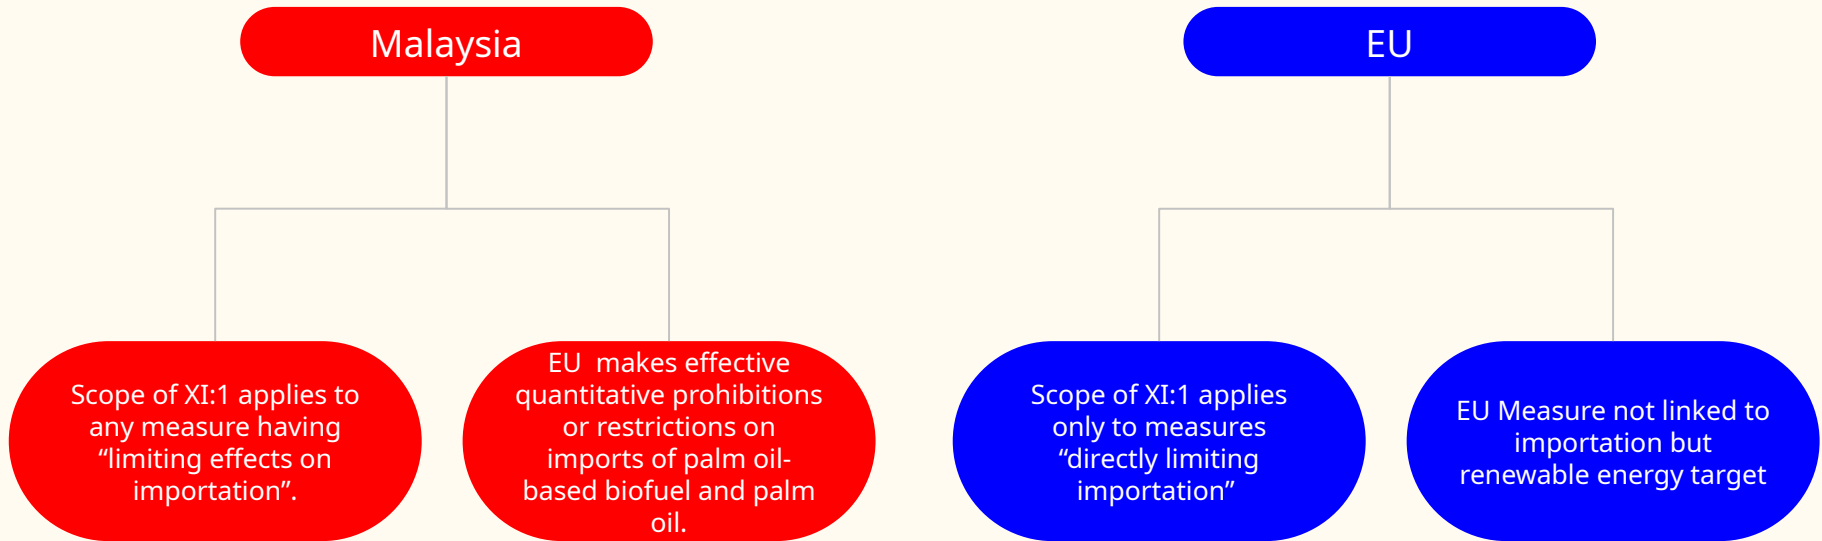 Malaysia
EU
Scope of XI:1 applies to
any measure having
“limiting effects on
importation”.
EU  makes effective
quantitative prohibitions
or restrictions on
imports of palm oil-
based biofuel and palm
oil.
Scope of XI:1 applies
only to measures
“directly limiting
importation”
EU Measure not linked to
importation but
renewable energy target